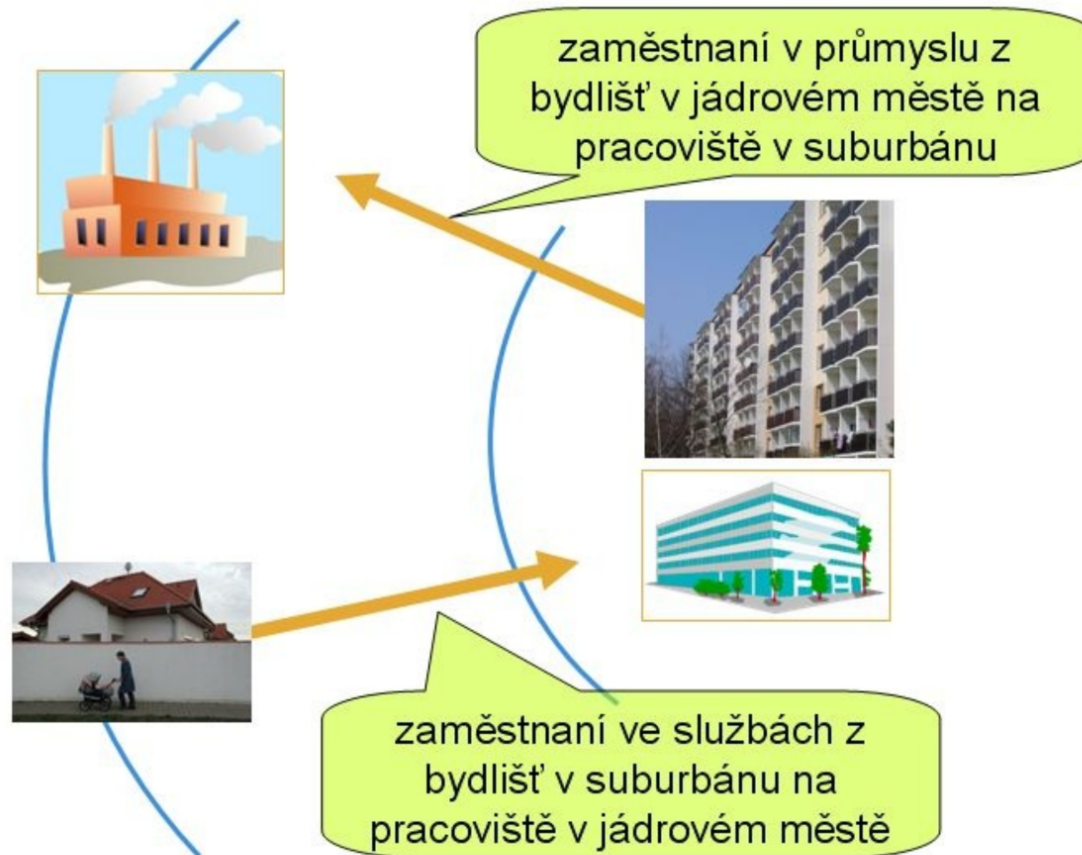 zaměstnaní v průmyslu z
bydlišť v jádrovém městě na
pracoviště v suburbánu
zaměstnaní ve službách z
bydlišť v suburbánu na
pracoviště v jádrovém městě